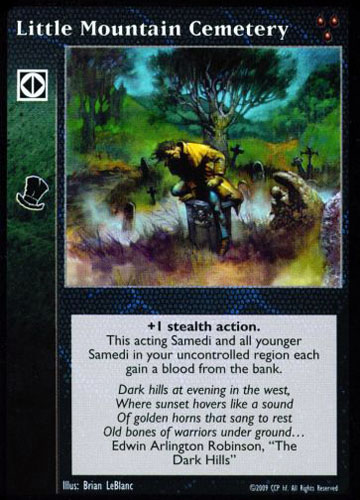 Little Mountain Cemetery
+1 stealth action.
This acting Samedi and all younger
Samedi in your uncontrolled region each
gain a blood from the bank.
Dark hills at evening in the west,
Where sunset hovers like a sound
Of golden horns that sang to rest
Old bones of warriors under ground…
Edwin Arlington Robinson, “The
Dark Hills”
Illus: Brian LeBlanc
©2009 CCP hf. All Rights Reserved